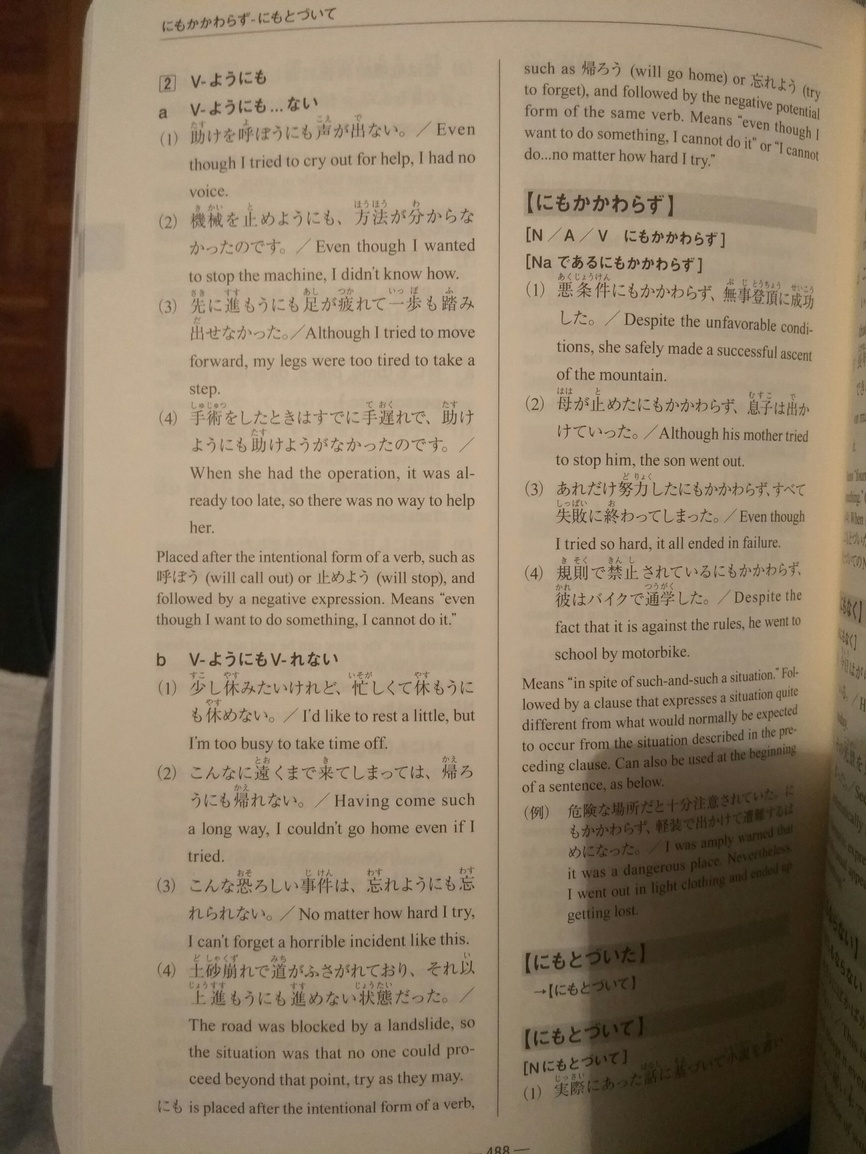 にもかかわらず-にもとづいて
2 V-ようにも
a V-ようにも…ない
(1) 助けを呼ぼうにも声が出ない。／Even
though I tried to cry out for help, I had no
voice.
(2) 機械を止めようにも、方法が分からな
かったのです。／Even though I wanted
to stop the machine, I didn't know how.
(3) 先に進もうにも足が疲れて一歩も踏み
出せなかった。／Although I tried to move
forward, my legs were too tired to take a
step.
(4) 手術をしたときはすでに手遅れで、助け
ようにも助けようがなかったのです。／
When she had the operation, it was al-
ready too late, so there was no way to help
her.
Placed after the intentional form of a verb, such as
呼ぼう (will call out) or 止めよう (will stop), and
followed by a negative expression. Means “even
though I want to do something, I cannot do it.”
b V-ようにもV-れない
(1) 少し休みたいけれど、忙しくて休もうに
も休めない。／I'd like to rest a little, but
I'm too busy to take time off.
(2) こんなに遠くまで来てしまっては、帰ろ
うにも帰れない。／Having come such
a long way, I couldn't go home even if I
tried.
(3) こんな恐ろしい事件は、忘れようにも忘
れられない。／No matter how hard I try,
I can't forget a horrible incident like this.
(4) 土砂崩れで道がふさがれており、それ以
上進もうにも進めない状態だった。／
The road was blocked by a landslide, so
the situation was that no one could pro-
ceed beyond that point, try as they may.
にも is placed after the intentional form of a verb,
such as 帰ろう (will go home) or 忘れよう (try
to forget), and followed by the negative potential
form of the same verb. Means “even though I
want to do something, I cannot do it” or “I cannot
do...no matter how hard I try.”
【にもかかわらず】
[N／A／V にもかかわらず]
[Naであるにもかかわらず]
(1) 悪条件にもかかわらず、無事登頂に成功
した。／Despite the unfavorable condi-
tions, she safely made a successful ascent
of the mountain.
(2) 母が止めたにもかかわらず、息子は出か
けていった。／Although his mother tried
to stop him, the son went out.
(3) あれだけ努力したにもかかわらず、すべて
失敗に終わってしまった。／Even though
I tried so hard, it all ended in failure.
(4) 規則で禁止されているにもかかわらず、
彼はバイクで通学した。／Despite the
fact that it is against the rules, he went to
school by motorbike.
Means “in spite of such-and-such a situation.” Fol-
lowed by a clause that expresses a situation quite
different from what would normally be expected
to occur from the situation described in the pre-
ceding clause. Can also be used at the beginning
of a sentence, as below.
(例) 危険な場所だと十分注意されていた。に
もかかわらず、軽装で出かけて遭難するは
めになった。／I was amply warned that
it was a dangerous place. Nevertheless,
I went out in light clothing and ended up
getting lost.
【にもとづいた】
→【にもとづいて】
【にもとづいて】
[Nにもとづいて]
(1) 実際にあった話に基づいて小説を書い
— 488 —